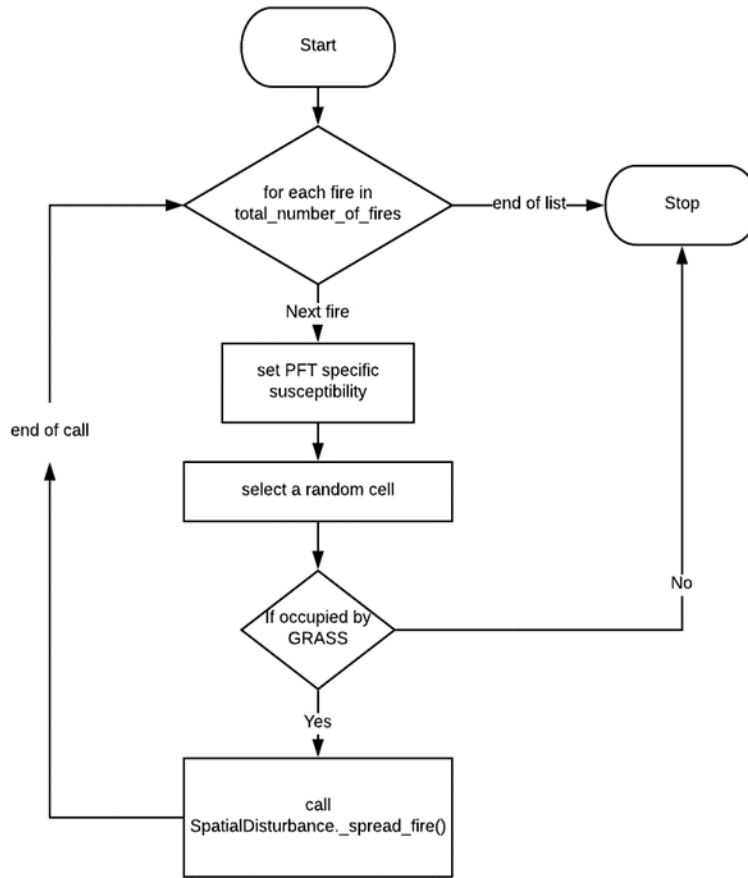 Start
for each fire in
total_number_of_fires
end of list
Stop
Next fire
set PFT specific
susceptibility
end of call
select a random cell
No
If occupied by
GRASS
Yes
call
SpatialDisturbance._spread_fire()